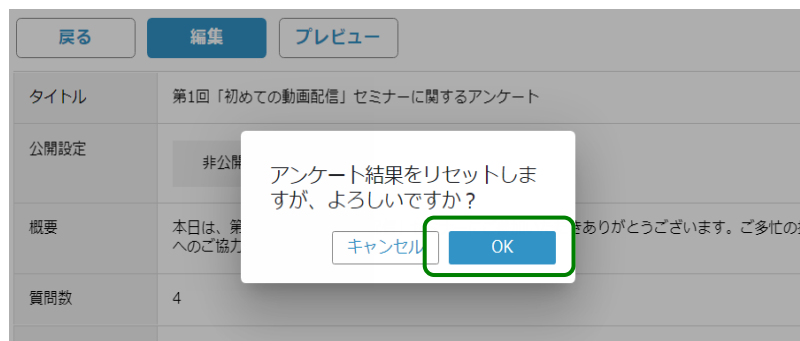 戻る 編集 プレビュー
タイトル 第1回「初めての動画配信」セミナーに関するアンケート
公開設定 非公開
アンケート結果をリセットしま
すが、よろしいですか？
キャンセル OK
概要 本日は、第 きありがとうございます。ご多忙の
へのご協力
質問数 4